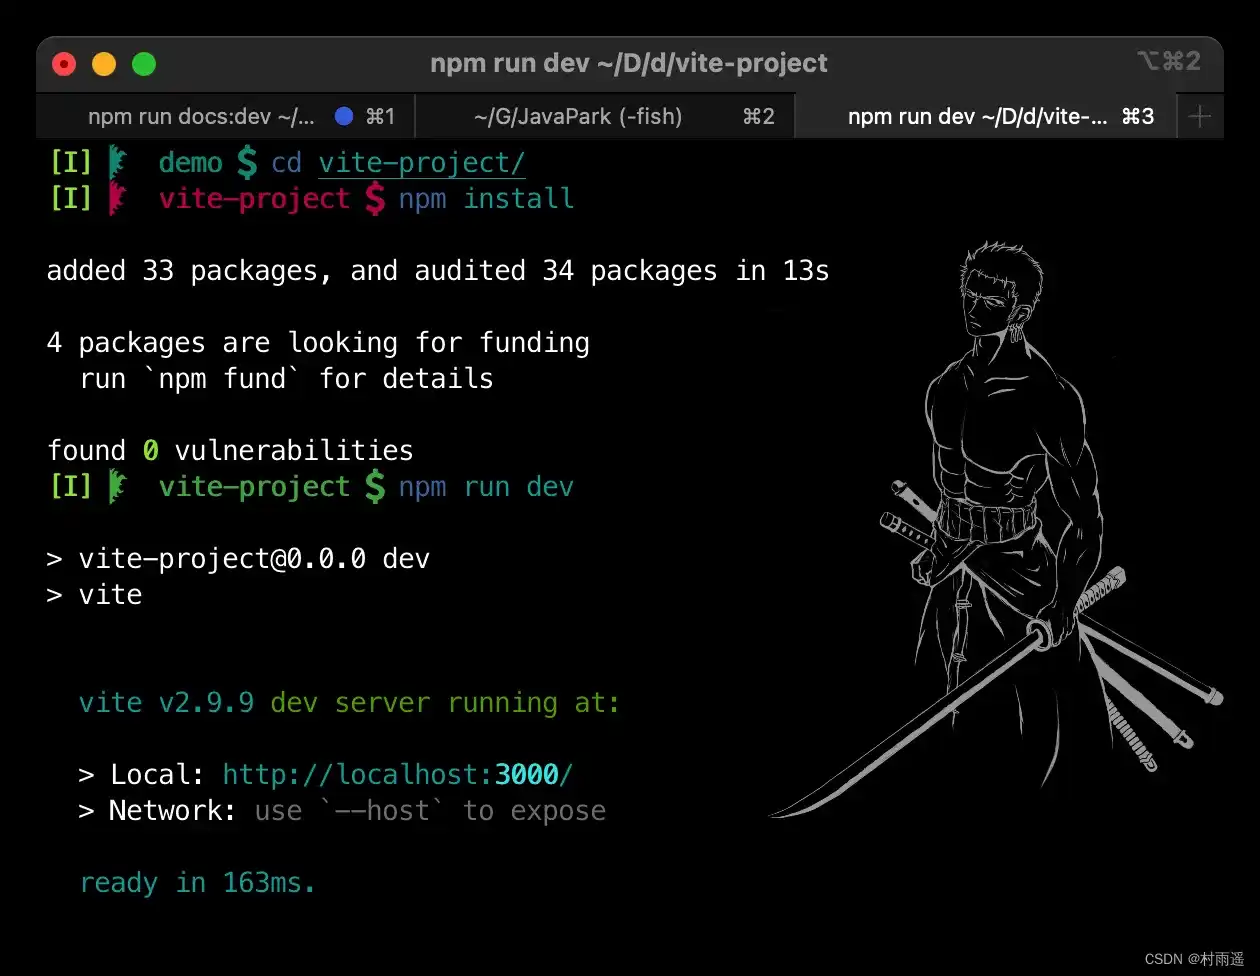 npm run dev ~/D/d/vite-project
⌥⌘2
npm run docs:dev ~/... ⌘1
~/G/JavaPark (-fish) ⌘2
npm run dev ~/D/d/vite-... ⌘3
[I] demo $ cd vite-project/
[I] vite-project $ npm install
added 33 packages, and audited 34 packages in 13s
4 packages are looking for funding
run `npm fund` for details
found 0 vulnerabilities
[I] vite-project $ npm run dev
> vite-project@0.0.0 dev
> vite
vite v2.9.9 dev server running at:
> Local: http://localhost:3000/
> Network: use `--host` to expose
ready in 163ms.
CSDN @村雨遥